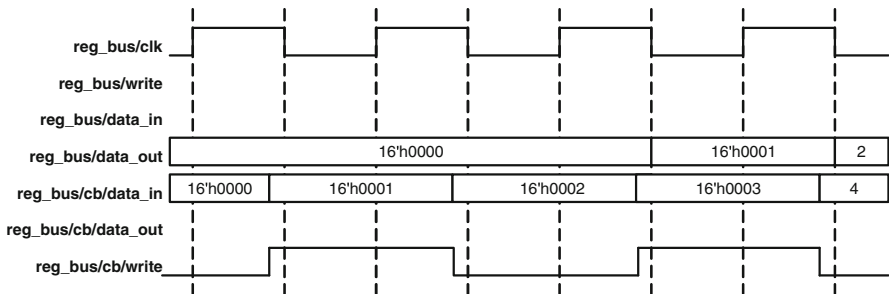 reg_bus/clk
reg_bus/write
reg_bus/data_in
reg_bus/data_out 16'h0000 16'h0001 2
reg_bus/cb/data_in 16'h0000 16'h0001 16'h0002 16'h0003 4
reg_bus/cb/data_out
reg_bus/cb/write